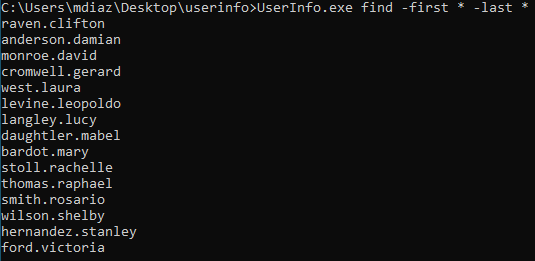 C:\Users\mdiaz\Desktop\userinfo>UserInfo.exe find -first * -last *
raven.clifton
anderson.damian
monroe.david
cromwell.gerard
west.laura
levine.leopoldo
langley.lucy
daughtler.mabel
bardot.mary
stoll.rachelle
thomas.raphael
smith.rosario
wilson.shelby
hernandez.stanley
ford.victoria